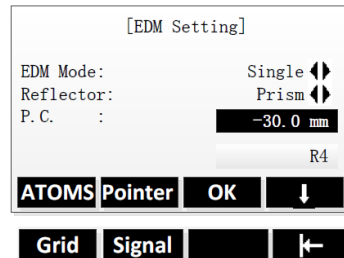 [EDM Setting]
EDM Mode: Single
Reflector: Prism
P.C. : -30.0 mm
R4
ATOMS Pointer OK ↓
Grid Signal